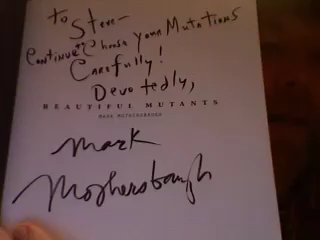 To Steve-
Continue to Choose your Mutations
Carefully!
Devotedly,
BEAUTIFUL MUTANTS
MARK MOTHERSBAUGH
Mark
Mothersbaugh